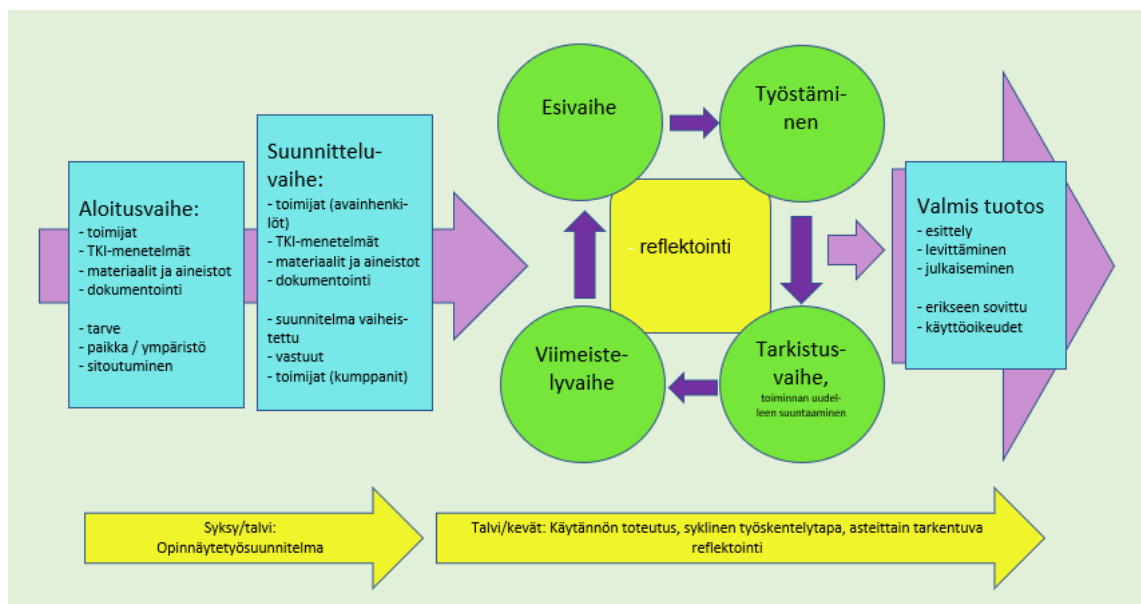 Aloitusvaihe:
- toimijat
- TKI-menetelmät
- materiaalit ja aineistot
- dokumentointi
- tarve
- paikka / ympäristö
- sitoutuminen
Suunnittelu-
vaihe:
- toimijat (avainhenki-
löt)
- TKI-menetelmät
- materiaalit ja aineistot
- dokumentointi
- suunnitelma vaiheis-
tettu
- vastuut
- toimijat (kumppanit)
Esivaihe
Työstämi-
nen
- reflektointi
Viimeiste-
lyvaihe
Tarkistus-
vaihe,
toiminnan uudel-
leen suuntaaminen
Valmis tuotos
- esittely
- levittäminen
- julkaiseminen
- erikseen sovittu
- käyttöoikeudet
Syksy/talvi:
Opinnäytetyösuunnitelma
Talvi/kevät: Käytännön toteutus, syklinen työskentelytapa, asteittain tarkentuva
reflektointi